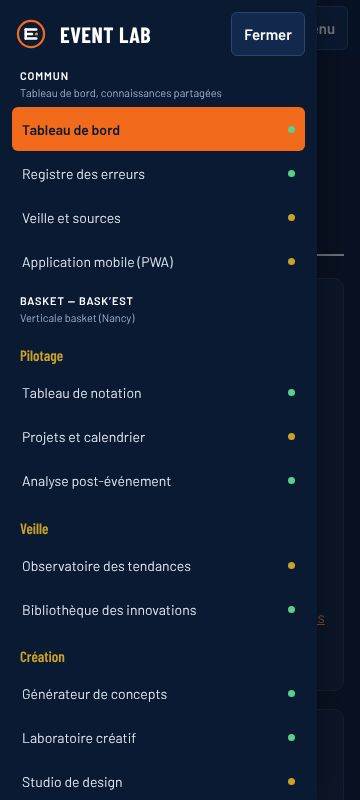 EVENT LAB
Fermer
enu
COMMUN
Tableau de bord, connaissances partagées
Tableau de bord
Registre des erreurs
Veille et sources
Application mobile (PWA)
BASKET — BASK'EST
Verticale basket (Nancy)
Pilotage
Tableau de notation
Projets et calendrier
Analyse post-événement
Veille
Observatoire des tendances
Bibliothèque des innovations
s
Création
Générateur de concepts
Laboratoire créatif
Studio de design